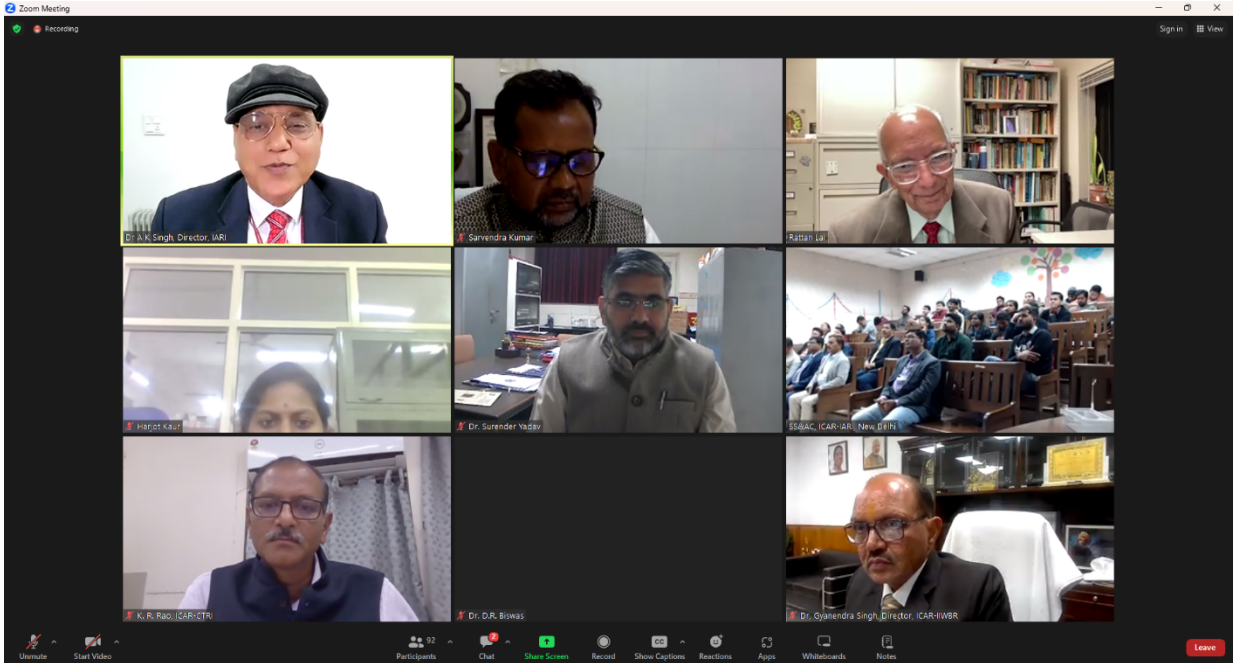 Zoom Meeting
Recording
Sign in
View
Dr A K Singh, Director, IARI
Sarvendra Kumar
Rattan Lal
Harjot Kaur
Dr. Surender Yadav
SS&AC, ICAR-IARI, New Delhi
K. R. Rao, ICAR-CTRI
Dr. D.R. Biswas
Dr. Gyanendra Singh, Director, ICAR-IIWBR
Unmute
Start Video
92
Participants
2
Chat
Share Screen
Record
CC
Show Captions
Reactions
Apps
Whiteboards
Notes
Leave